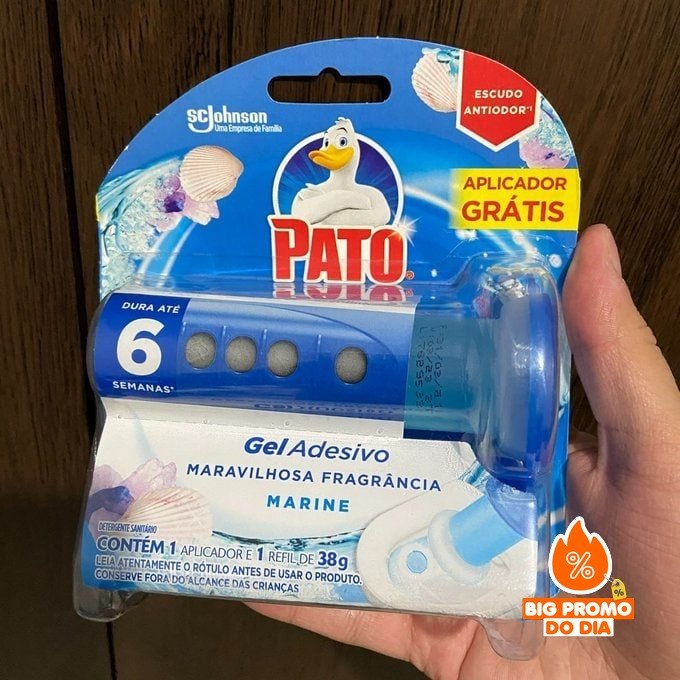 SCJohnson
Uma Empresa de Família
ESCUDO
ANTIODOR*¹
APLICADOR
GRÁTIS
PATO®
DURA ATÉ
6
SEMANAS*
Gel Adesivo
MARAVILHOSA FRAGRÂNCIA
MARINE
DETERGENTE SANITÁRIO
CONTÉM 1 APLICADOR E 1 REFIL DE 38g
LEIA ATENTAMENTE O RÓTULO ANTES DE USAR O PRODUTO.
CONSERVE FORA DO ALCANCE DAS CRIANÇAS
%
%
BIG PROMO
DO DIA